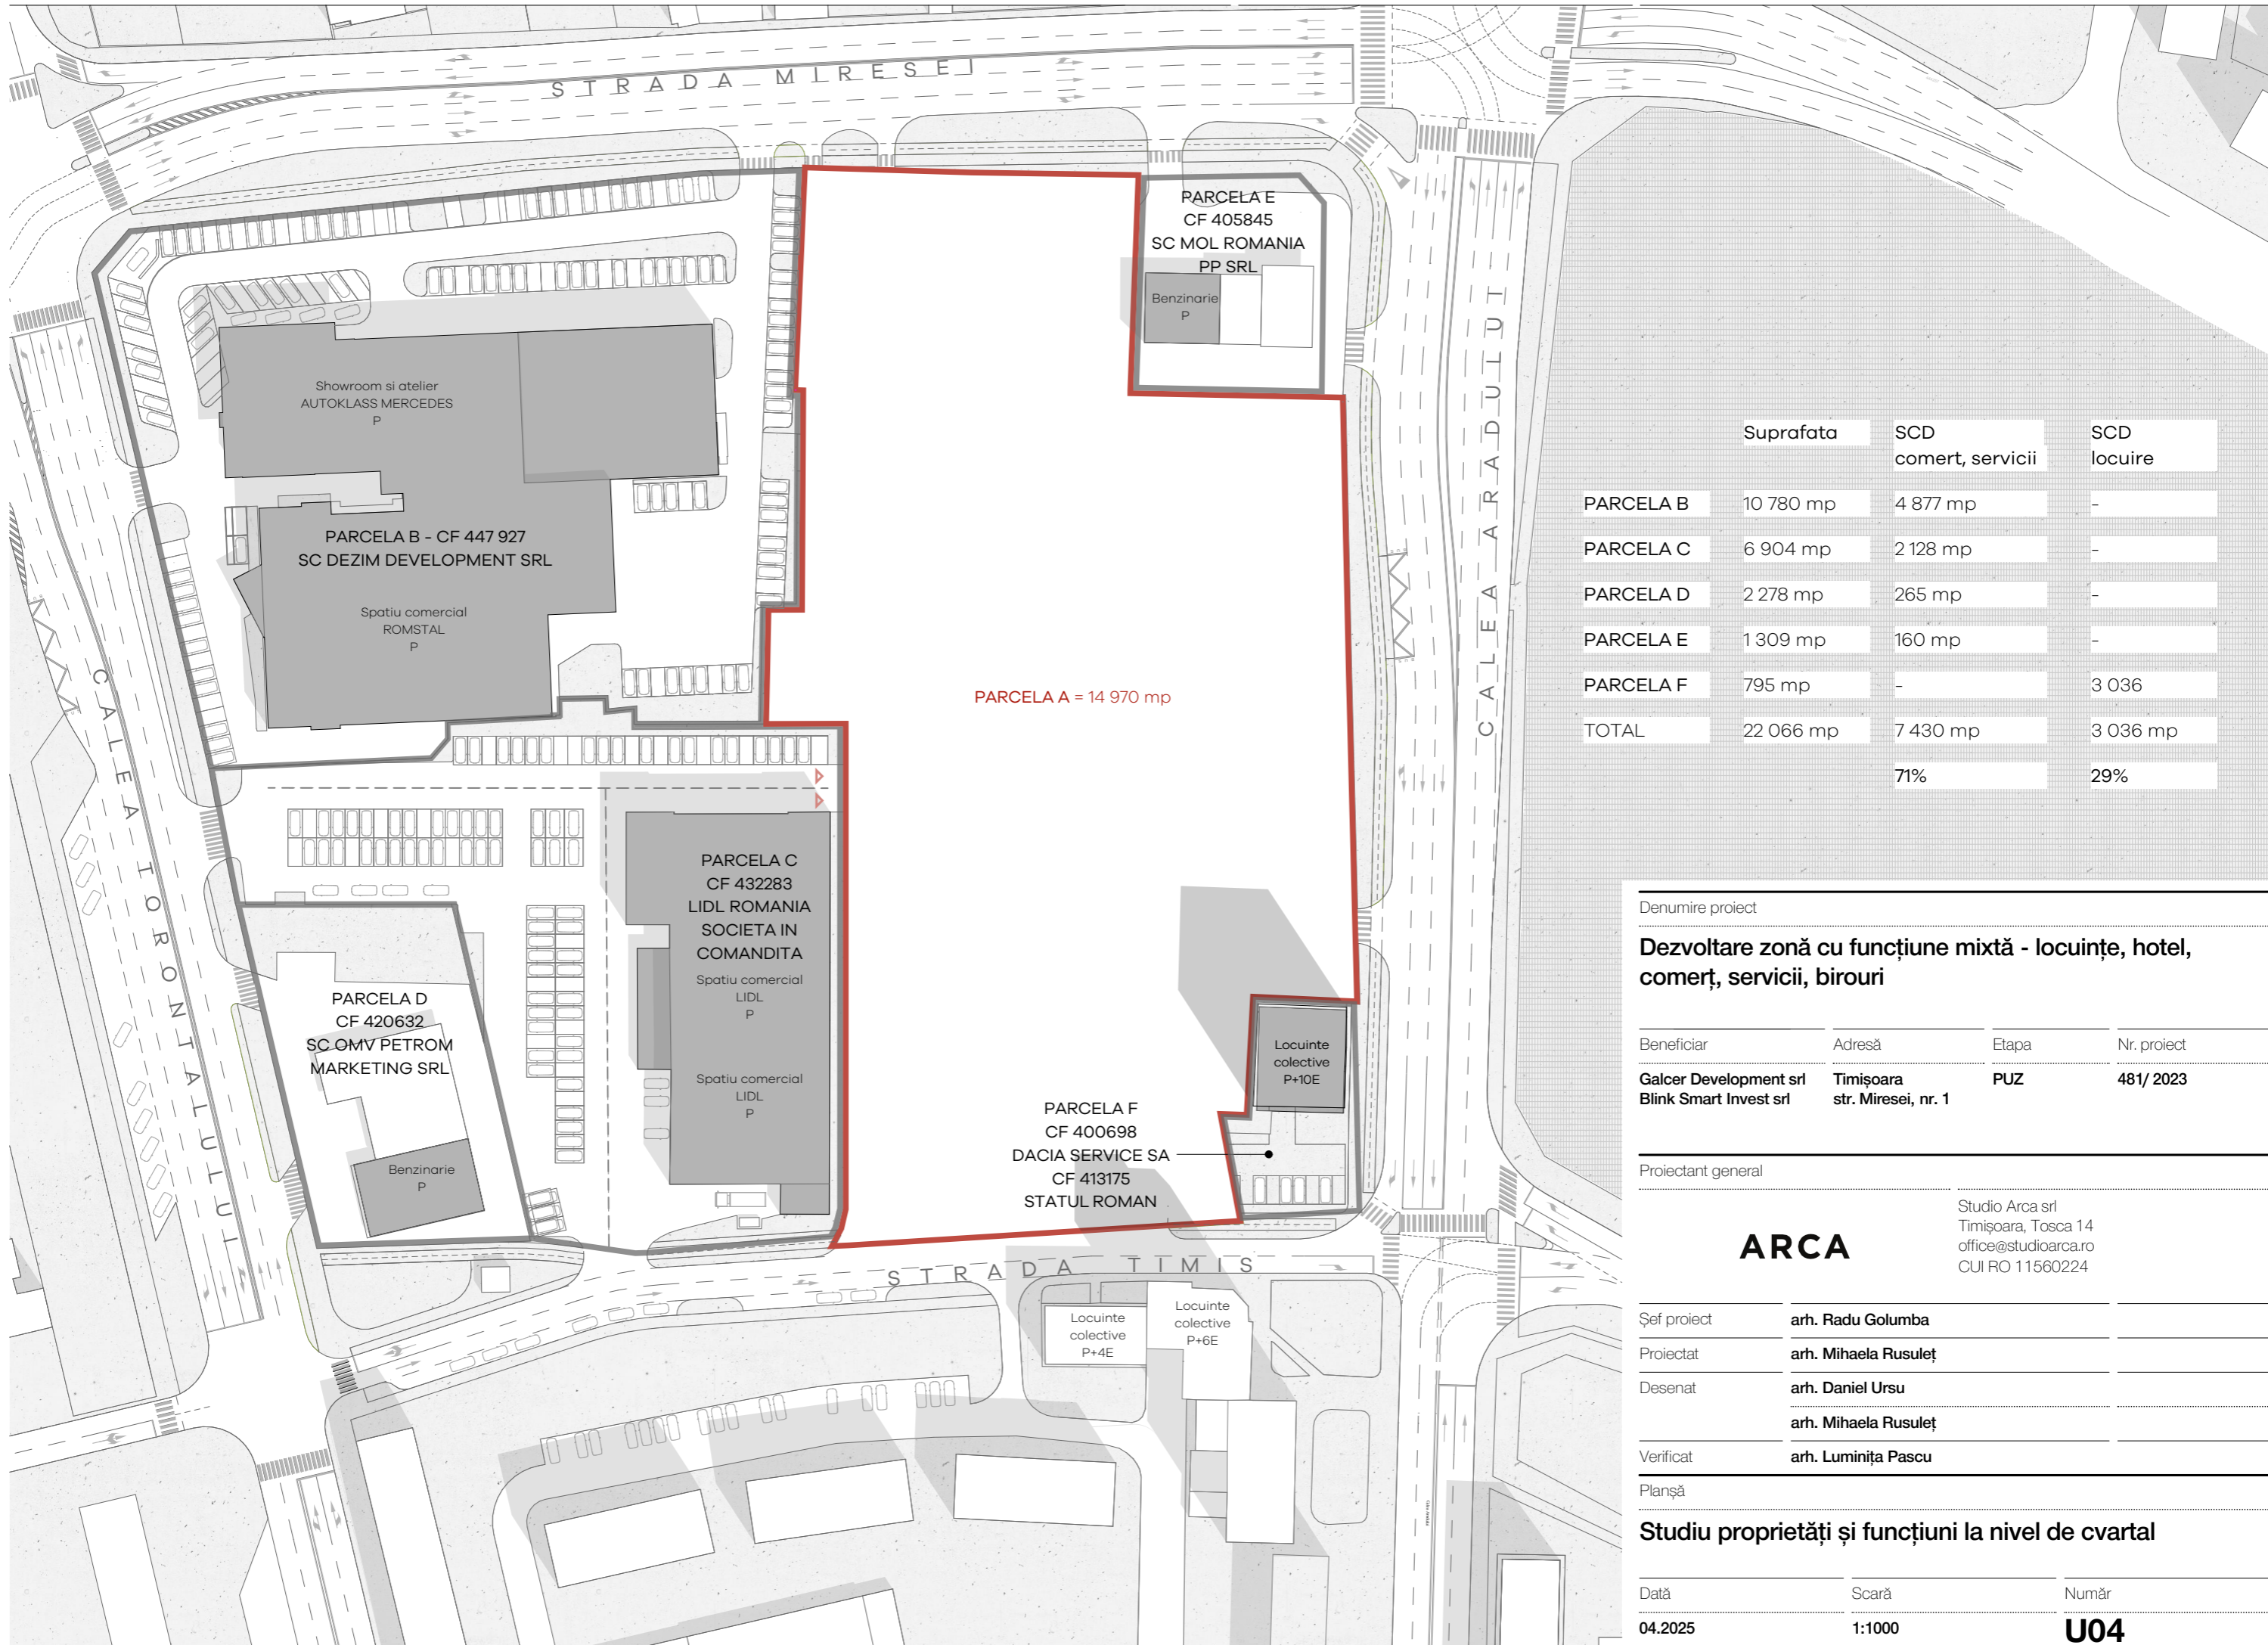 STRADA MIRESEI
PARCELA E
CF 405845
SC MOL ROMANIA
PP SRL
Benzinarie
P
Showroom si atelier
AUTOKLASS MERCEDES
P
PARCELA B - CF 447 927
SC DEZIM DEVELOPMENT SRL
Spatiu comercial
ROMSTAL
P
PARCELA A = 14 970 mp
CALEA ARADULUI
CALEA TORONTALULUI
PARCELA C
CF 432283
LIDL ROMANIA
SOCIETA IN
COMANDITA
Spatiu comercial
LIDL
P
Spatiu comercial
LIDL
P
PARCELA D
CF 420632
SC OMV PETROM
MARKETING SRL
Benzinarie
P
Locuinte
colective
P+10E
PARCELA F
CF 400698
DACIA SERVICE SA
CF 413175
STATUL ROMAN
STRADA TIMIS
Locuinte
colective
P+4E
Locuinte
colective
P+6E
Suprafata SCD SCD
comert, servicii locuire
PARCELA B 10 780 mp 4 877 mp -
PARCELA C 6 904 mp 2 128 mp -
PARCELA D 2 278 mp 265 mp -
PARCELA E 1 309 mp 160 mp -
PARCELA F 795 mp - 3 036
TOTAL 22 066 mp 7 430 mp 3 036 mp
71% 29%
Denumire proiect
Dezvoltare zonă cu funcțiune mixtă - locuințe, hotel,
comerț, servicii, birouri
Beneficiar Adresă Etapa Nr. proiect
Galcer Development srl Timișoara PUZ 481/ 2023
Blink Smart Invest srl str. Miresei, nr. 1
Proiectant general
ARCA
Studio Arca srl
Timișoara, Tosca 14
office@studioarca.ro
CUI RO 11560224
Șef proiect arh. Radu Golumba
Proiectat arh. Mihaela Rusuleț
Desenat arh. Daniel Ursu
arh. Mihaela Rusuleț
Verificat arh. Luminița Pascu
Planșă
Studiu proprietăți și funcțiuni la nivel de cvartal
Dată Scară Număr
04.2025 1:1000 U04